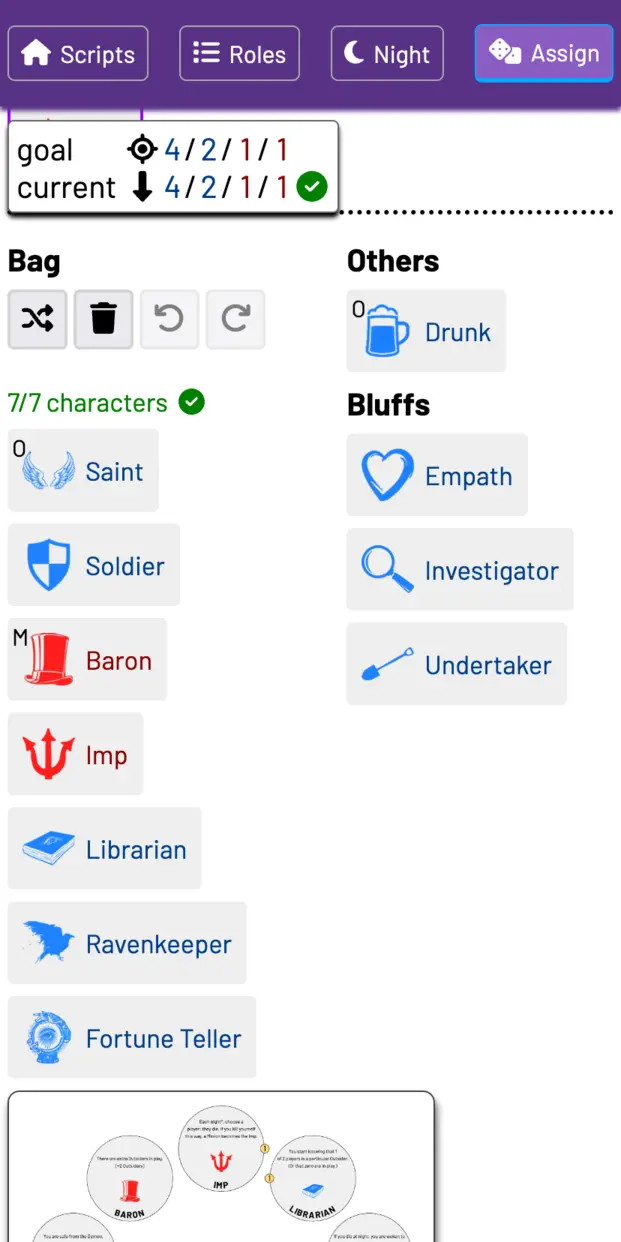 Scripts
Roles
Night
Assign
goal 4/2/1/1
current 4/2/1/1
Bag
7/7 characters
O
Saint
Soldier
M
Baron
Imp
Librarian
Ravenkeeper
Fortune Teller
Others
O
Drunk
Bluffs
Empath
Investigator
Undertaker
Each night*, choose a
player: they die. If you kill yourself
this way, a Minion becomes the Imp.
IMP
1
There are extra Outsiders in play.
[+2 Outsiders]
BARON
You start knowing that 1
of 2 players is a particular Outsider.
(Or that zero are in play.)
1
LIBRARIAN
You are safe from the Demon.
If you die at night, you are woken to